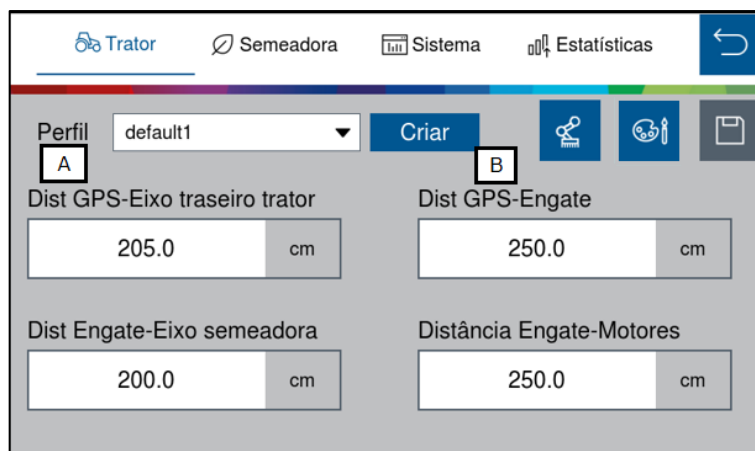 Trator Semeadora Sistema Estatísticas
Perfil default1 Criar
A B
Dist GPS-Eixo traseiro trator Dist GPS-Engate
205.0 cm 250.0 cm
Dist Engate-Eixo semeadora Distância Engate-Motores
200.0 cm 250.0 cm